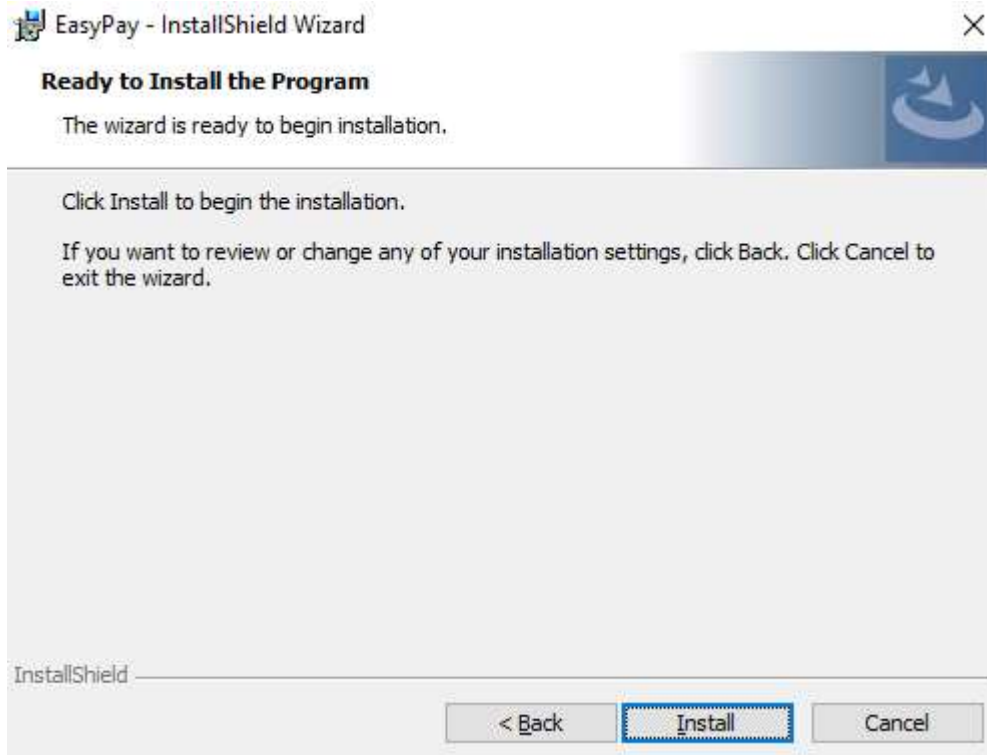 EasyPay - InstallShield Wizard
Ready to Install the Program
The wizard is ready to begin installation.
Click Install to begin the installation.
If you want to review or change any of your installation settings, click Back. Click Cancel to
exit the wizard.
InstallShield
< Back Install Cancel